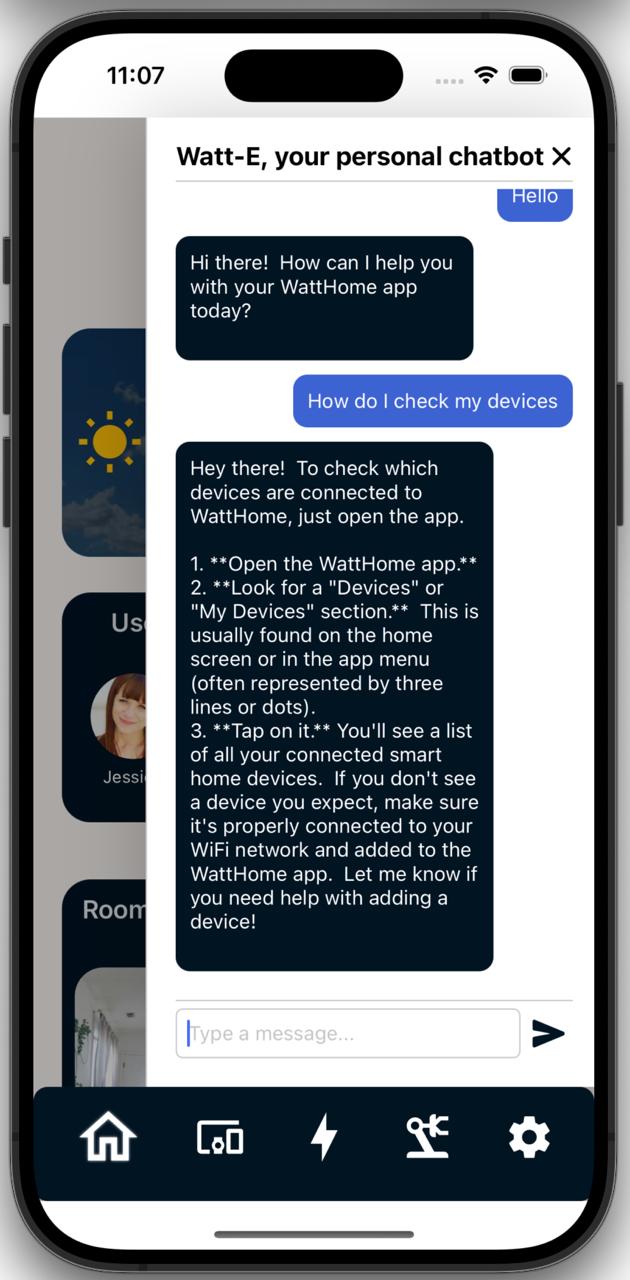 11:07
Watt-E, your personal chatbot
Hello
Hi there!  How can I help you
with your WattHome app
today?
How do I check my devices
Hey there!  To check which
devices are connected to
WattHome, just open the app.
1. **Open the WattHome app.**
2. **Look for a "Devices" or
"My Devices" section.**  This is
usually found on the home
screen or in the app menu
(often represented by three
lines or dots).
3. **Tap on it.** You'll see a list
of all your connected smart
home devices.  If you don't see
a device you expect, make sure
it's properly connected to your
WiFi network and added to the
WattHome app.  Let me know if
you need help with adding a
device!
Type a message...
Use
Jessi
Room